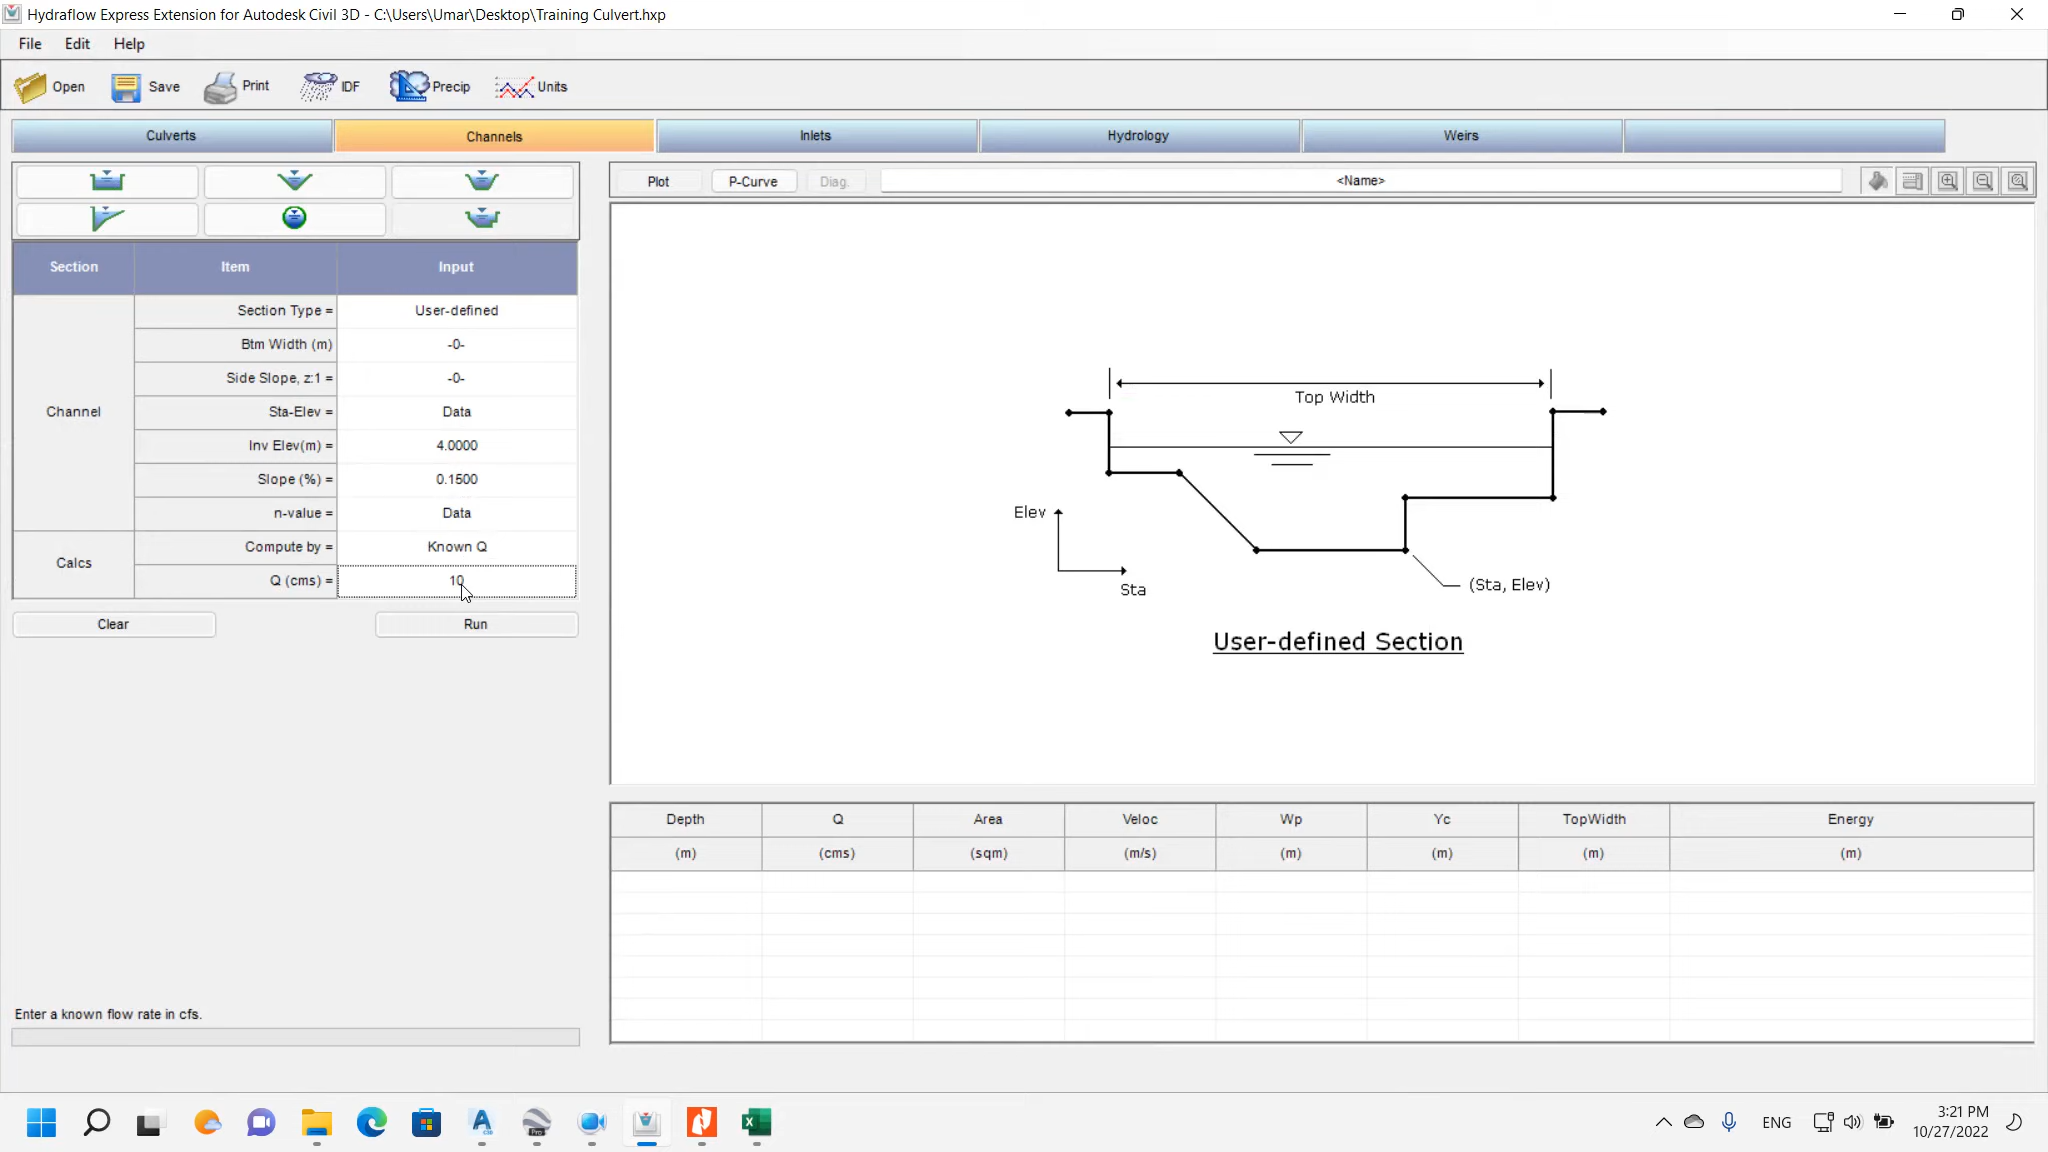 Hydraflow Express Extension for Autodesk Civil 3D - C:\Users\Umar\Desktop\Training Culvert.hxp
File Edit Help
Open Save Print IDF Precip Units
Culverts Channels Inlets Hydrology Weirs
Plot P-Curve Diag. <Name>
Section Item Input
Channel
Section Type = User-defined
Btm Width (m) -0-
Side Slope, z:1 = -0-
Sta-Elev = Data
Inv Elev(m) = 4.0000
Slope (%) = 0.1500
n-value = Data
Calcs
Compute by = Known Q
Q (cms) = 10
Clear Run
Top Width
Elev
Sta
(Sta, Elev)
User-defined Section
Depth Q Area Veloc Wp Yc TopWidth Energy
(m) (cms) (sqm) (m/s) (m) (m) (m) (m)
Enter a known flow rate in cfs.
Pro
ENG
3:21 PM
10/27/2022